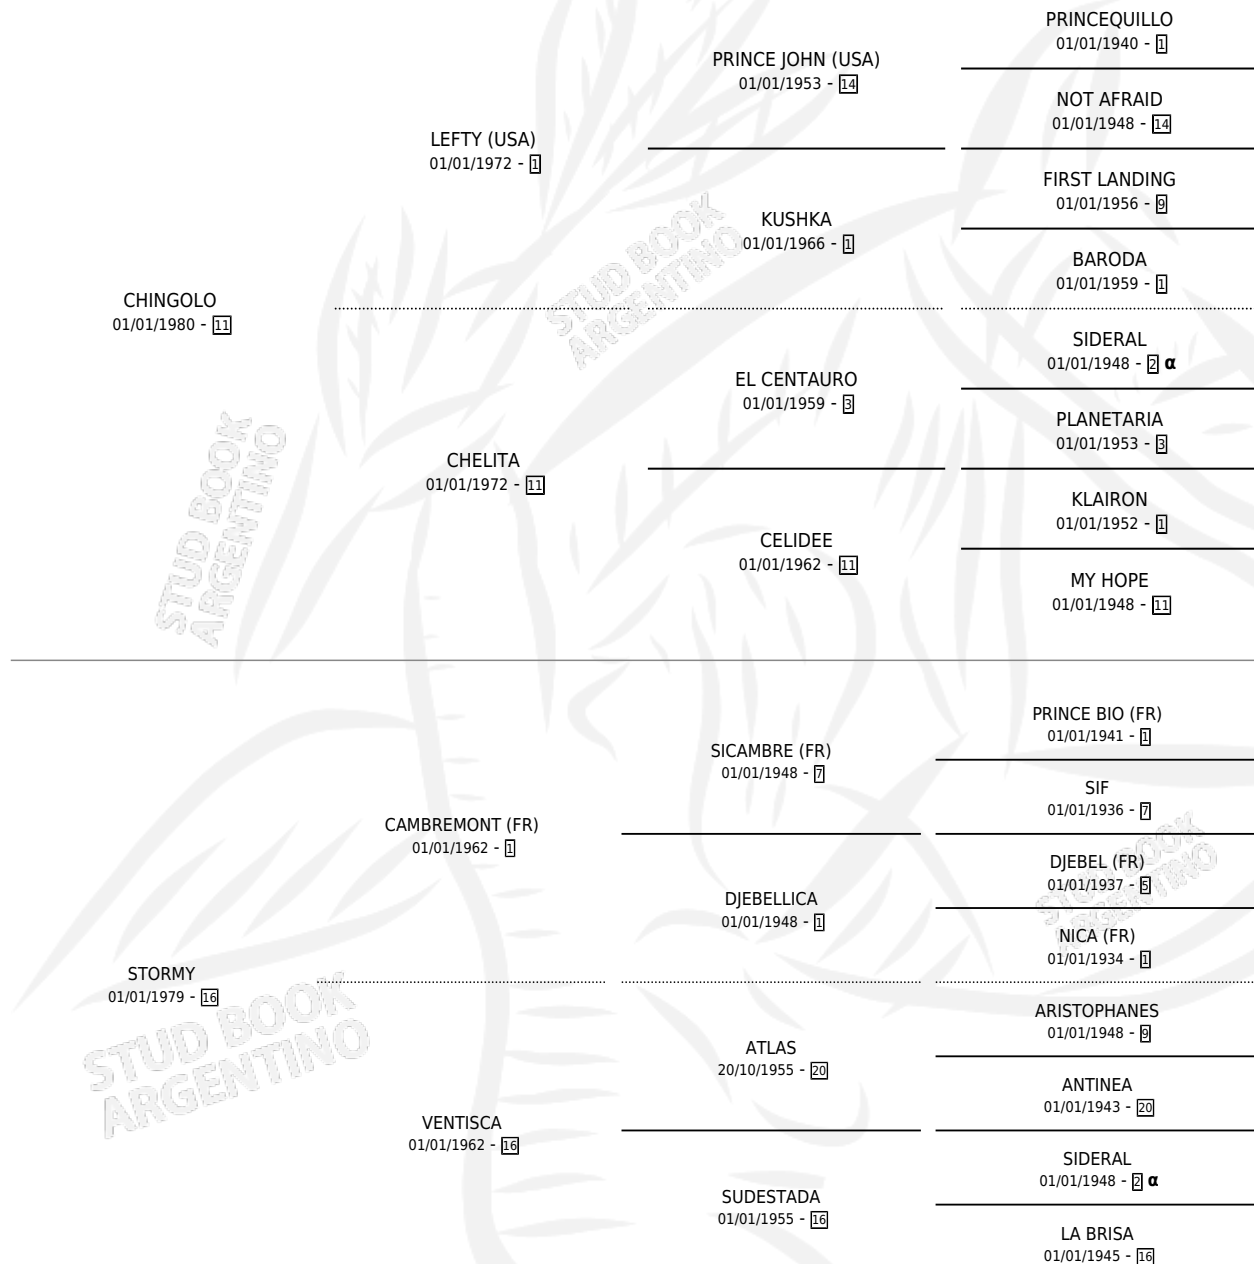 PRINCEQUILLO
01/01/1940 - 1
PRINCE JOHN (USA)
01/01/1953 - 14
NOT AFRAID
01/01/1948 - 14
LEFTY (USA)
01/01/1972 - 1
FIRST LANDING
01/01/1956 - 9
KUSHKA
01/01/1966 - 1
BARODA
01/01/1959 - 1
CHINGOLO
01/01/1980 - 11
SIDERAL
01/01/1948 - 2 α
EL CENTAURO
01/01/1959 - 3
PLANETARIA
01/01/1953 - 3
CHELITA
01/01/1972 - 11
KLAIRON
01/01/1952 - 1
CELIDEE
01/01/1962 - 11
MY HOPE
01/01/1948 - 11
PRINCE BIO (FR)
01/01/1941 - 1
SICAMBRE (FR)
01/01/1948 - 7
SIF
01/01/1936 - 7
CAMBREMONT (FR)
01/01/1962 - 1
DJEBEL (FR)
01/01/1937 - 5
DJEBELLICA
01/01/1948 - 1
NICA (FR)
01/01/1934 - 1
STORMY
01/01/1979 - 16
ARISTOPHANES
01/01/1948 - 9
ATLAS
20/10/1955 - 20
ANTINEA
01/01/1943 - 20
VENTISCA
01/01/1962 - 16
SIDERAL
01/01/1948 - 2 α
SUDESTADA
01/01/1955 - 16
LA BRISA
01/01/1945 - 16
STUD BOOK
ARGENTINO
STUD BOOK
ARGENTINO
STUD BOOK
ARGENTINO
STUD BOOK
ARGENTINO